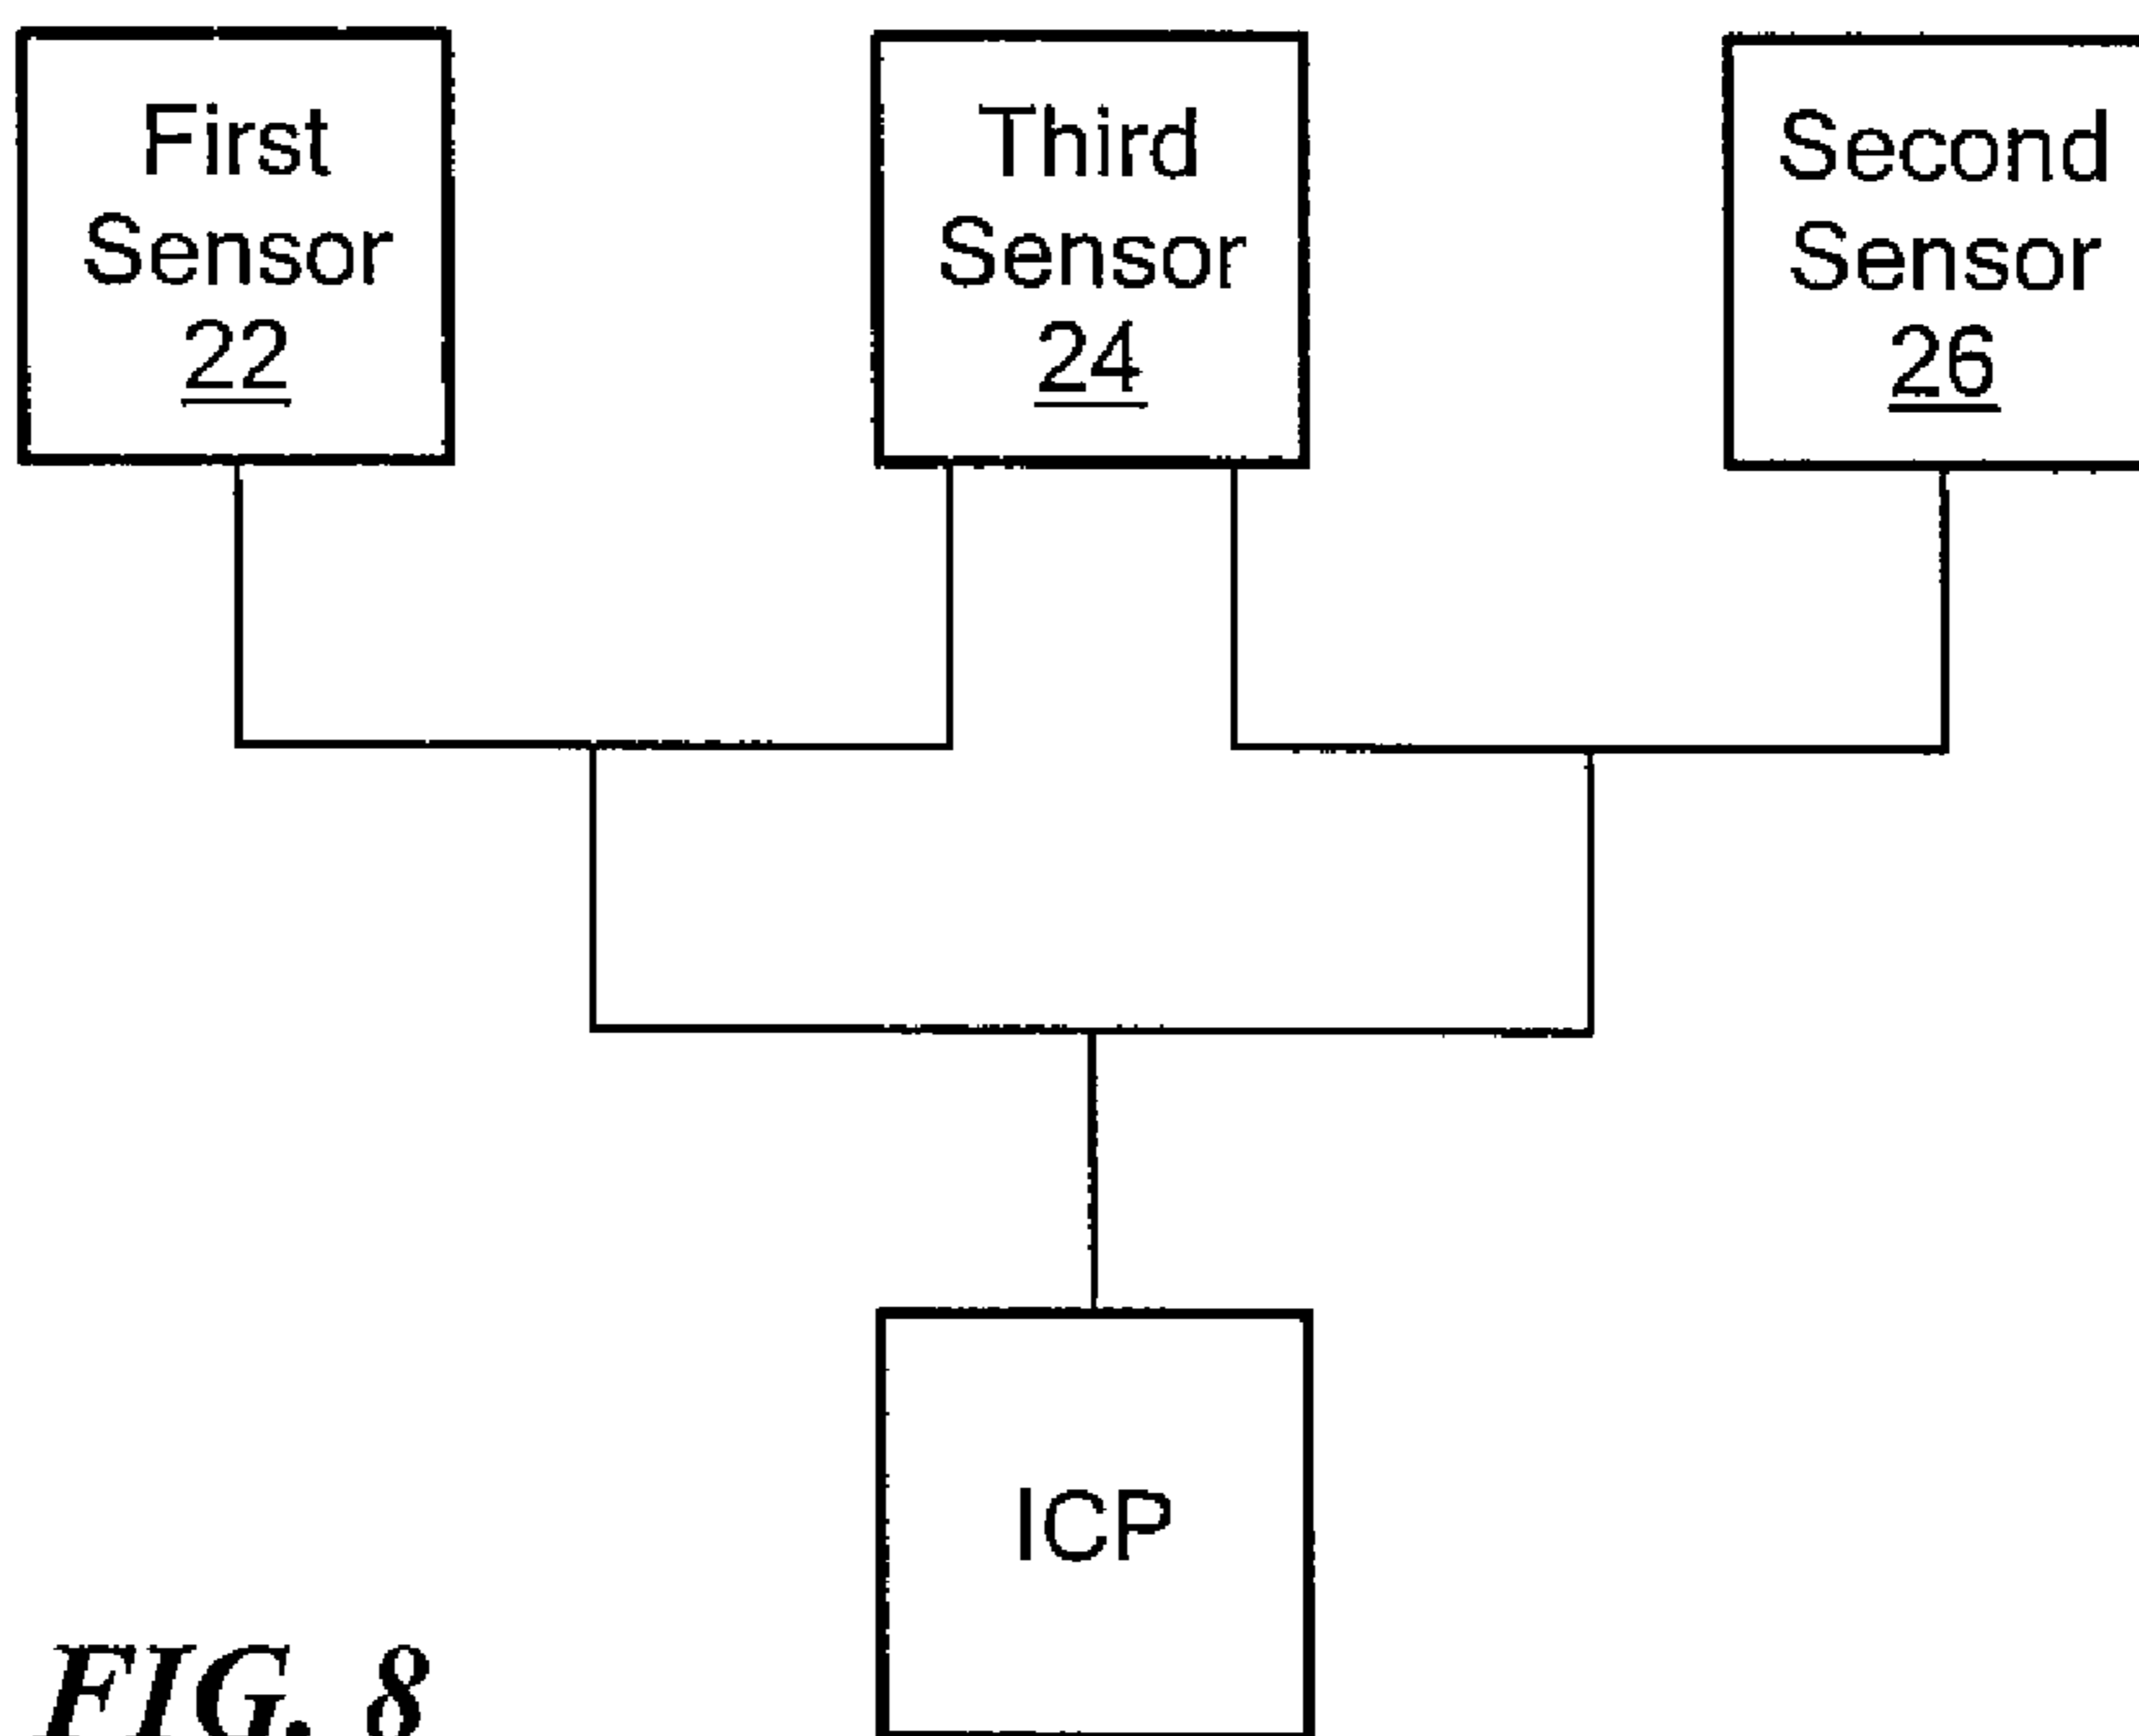 First
Sensor
22
Third
Sensor
24
Second
Sensor
26
ICP
FIG. 8